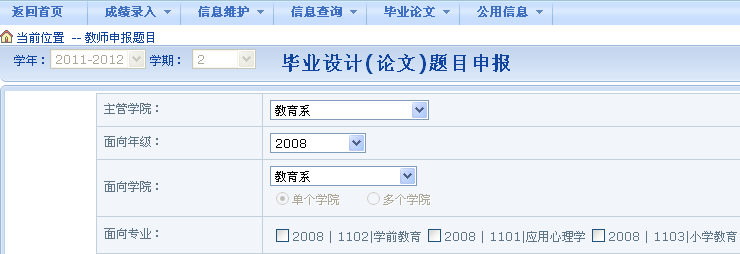 返回首页 成绩录入 信息维护 信息查询 毕业论文 公用信息
当前位置 -- 教师申报题目
学年： 2011-2012 学期： 2 毕业设计(论文)题目申报
主管学院： 教育系
面向年级： 2008
面向学院： 教育系
单个学院 多个学院
面向专业： 2008 | 1102|学前教育 2008 | 1101|应用心理学 2008 | 1103|小学教育